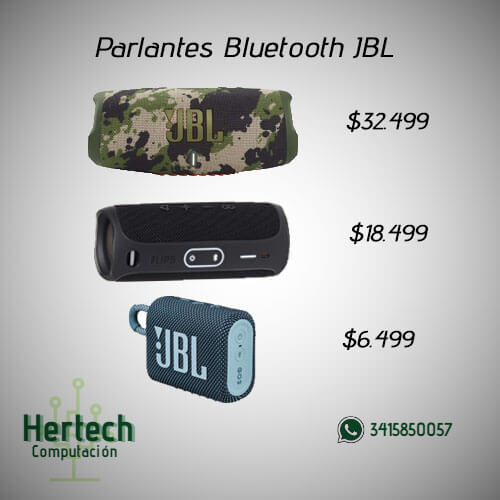 Parlantes Bluetooth JBL
JBL
$32.499
FLIP5
$18.499
JBL
$6.499
Hertech
Computación
3415850057